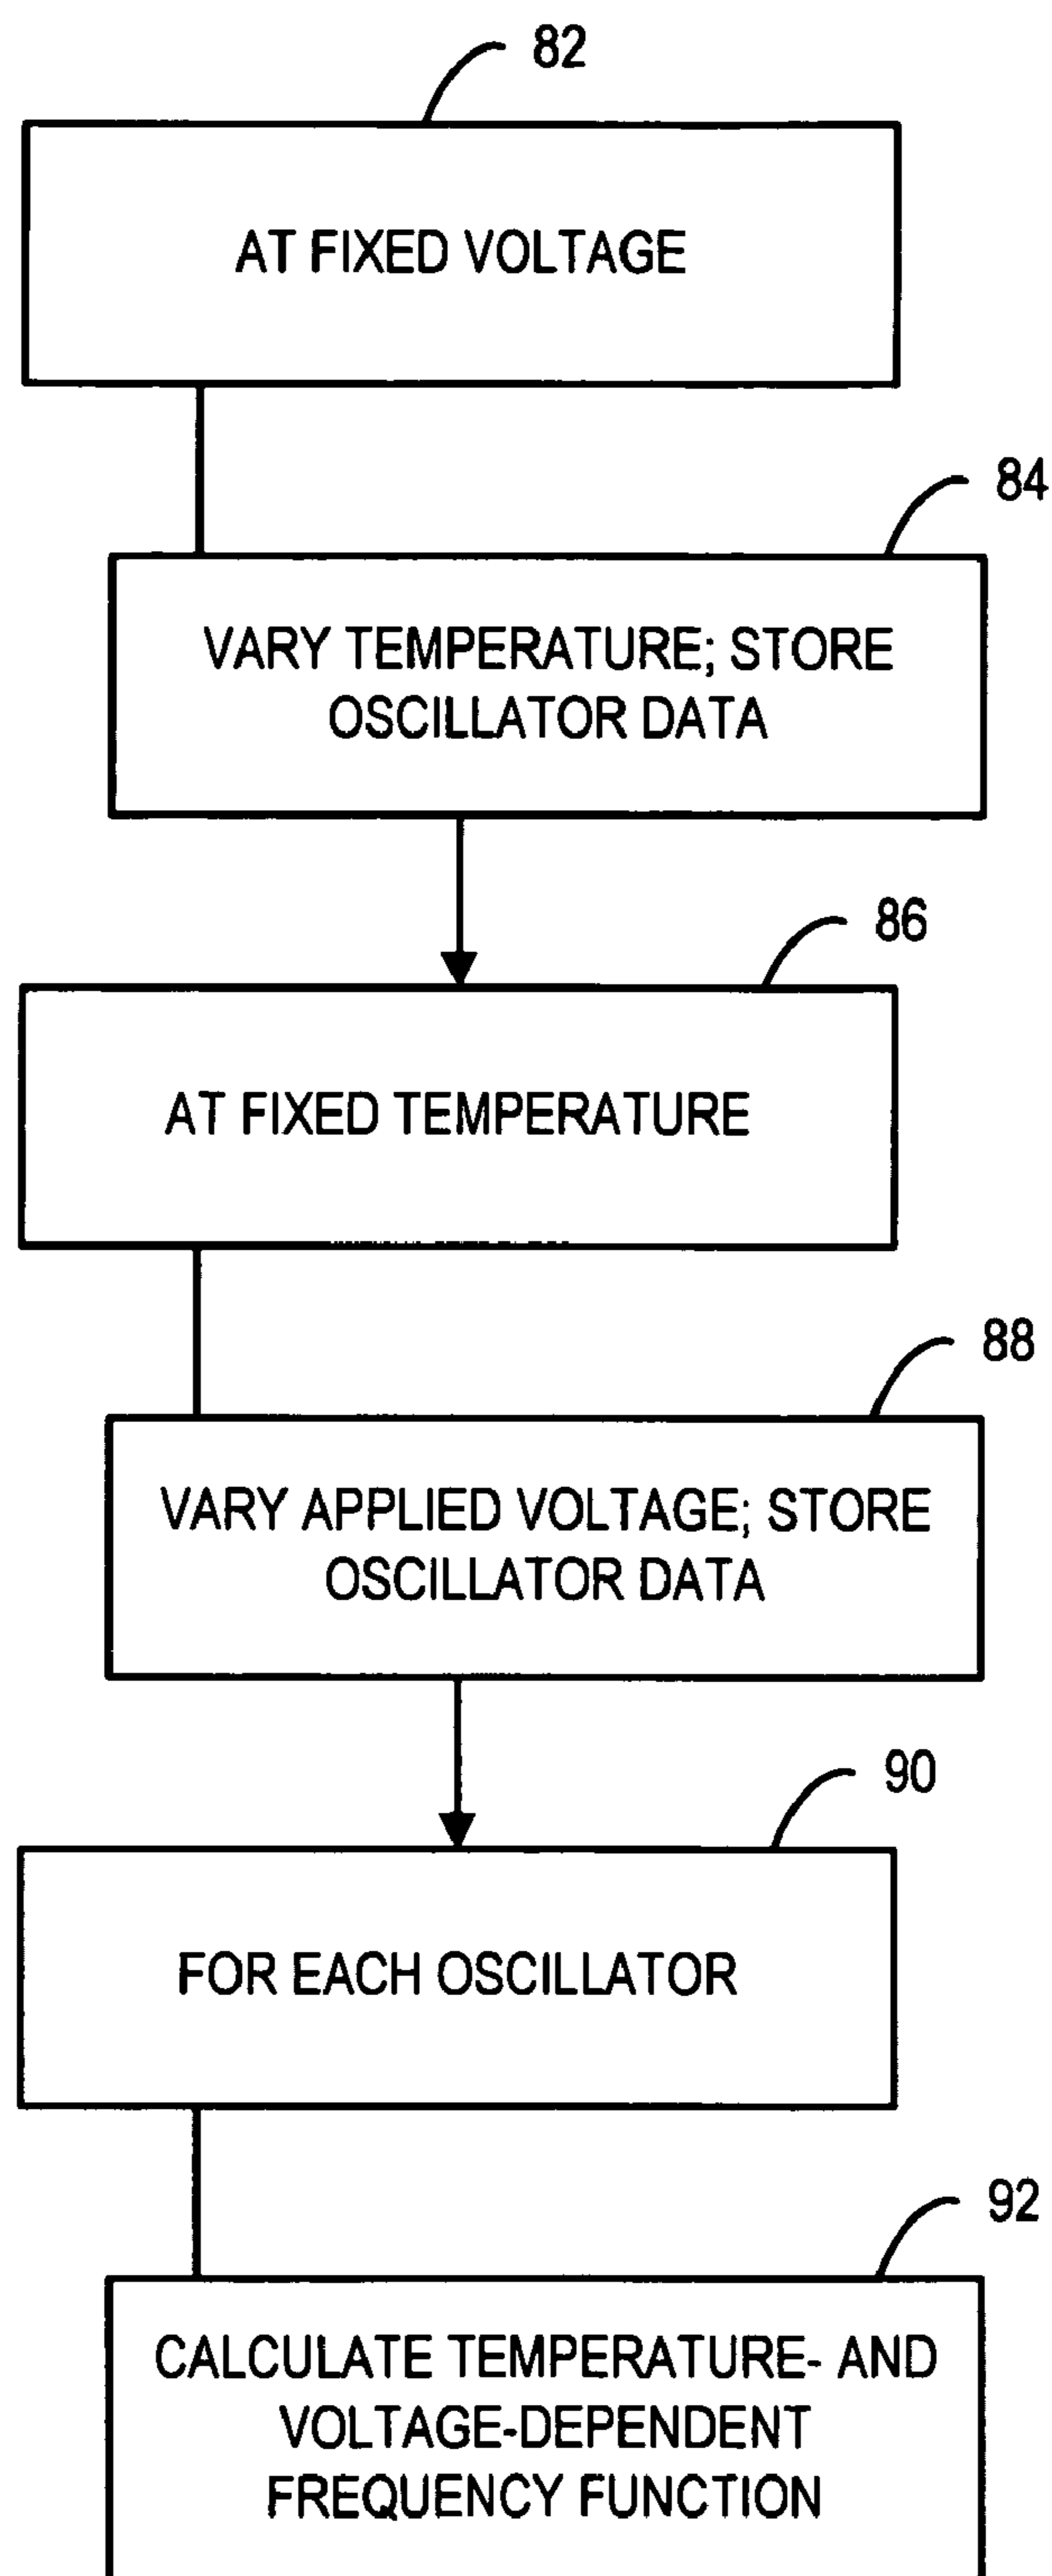 82
AT FIXED VOLTAGE
84
VARY TEMPERATURE; STORE
OSCILLATOR DATA
86
AT FIXED TEMPERATURE
88
VARY APPLIED VOLTAGE; STORE
OSCILLATOR DATA
90
FOR EACH OSCILLATOR
92
CALCULATE TEMPERATURE- AND
VOLTAGE-DEPENDENT
FREQUENCY FUNCTION